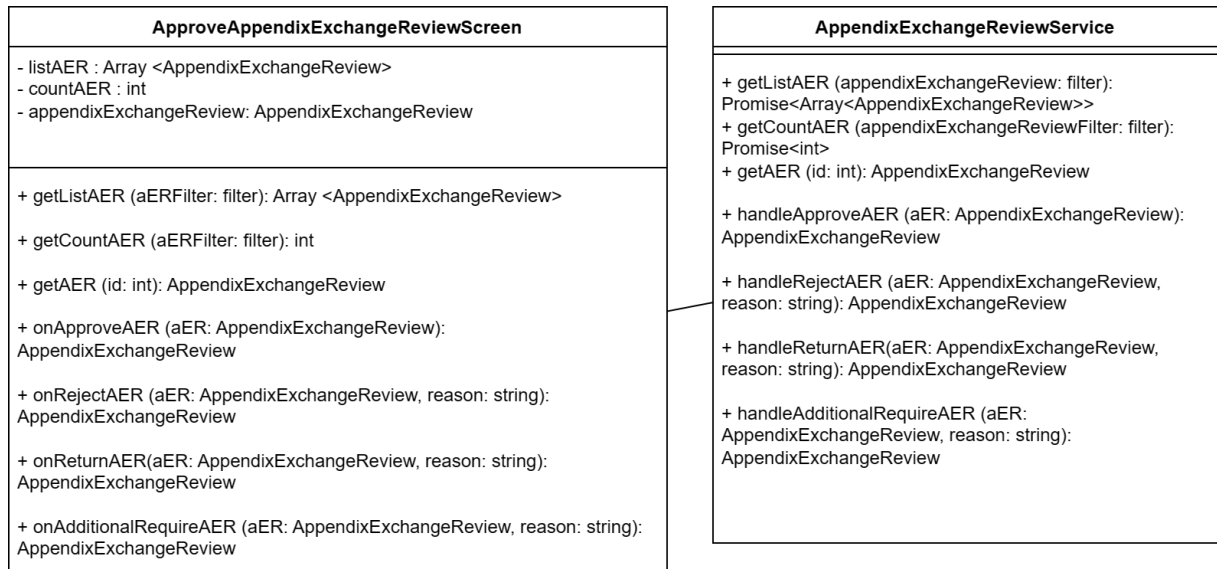 ApproveAppendixExchangeReviewScreen
- listAER : Array <AppendixExchangeReview>
- countAER : int
- appendixExchangeReview: AppendixExchangeReview
+ getListAER (aERFilter: filter): Array <AppendixExchangeReview>
+ getCountAER (aERFilter: filter): int
+ getAER (id: int): AppendixExchangeReview
+ onApproveAER (aER: AppendixExchangeReview):
AppendixExchangeReview
+ onRejectAER (aER: AppendixExchangeReview, reason: string):
AppendixExchangeReview
+ onReturnAER(aER: AppendixExchangeReview, reason: string):
AppendixExchangeReview
+ onAdditionalRequireAER (aER: AppendixExchangeReview, reason: string):
AppendixExchangeReview
AppendixExchangeReviewService
+ getListAER (appendixExchangeReview: filter):
Promise<Array<AppendixExchangeReview>>
+ getCountAER (appendixExchangeReviewFilter: filter):
Promise<int>
+ getAER (id: int): AppendixExchangeReview
+ handleApproveAER (aER: AppendixExchangeReview):
AppendixExchangeReview
+ handleRejectAER (aER: AppendixExchangeReview,
reason: string): AppendixExchangeReview
+ handleReturnAER(aER: AppendixExchangeReview,
reason: string): AppendixExchangeReview
+ handleAdditionalRequireAER (aER:
AppendixExchangeReview, reason: string):
AppendixExchangeReview